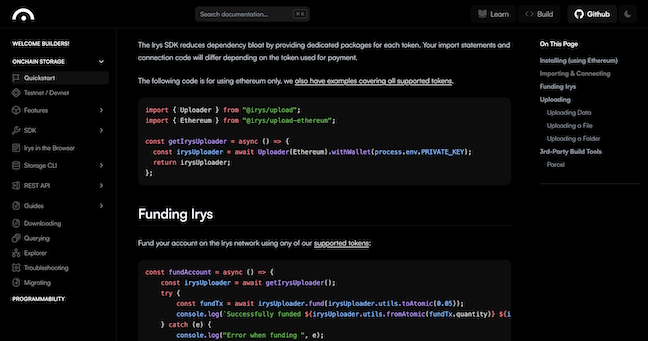 Search documentation...
⌘ K
Learn
Build
Github
WELCOME BUILDERS!
ONCHAIN STORAGE
Quickstart
Testnet / Devnet
Features
SDK
Irys in the Browser
Storage CLI
REST API
Guides
Downloading
Querying
Explorer
Troubleshooting
Migrating
PROGRAMMABILITY
The Irys SDK reduces dependency bloat by providing dedicated packages for each token. Your import statements and
connection code will differ depending on the token used for payment.
The following code is for using ethereum only, we also have examples covering all supported tokens.
import { Uploader } from "@irys/upload";
import { Ethereum } from "@irys/upload-ethereum";
const getIrysUploader = async () => {
const irysUploader = await Uploader(Ethereum).withWallet(process.env.PRIVATE_KEY);
return irysUploader;
};
Funding Irys
Fund your account on the Irys network using any of our supported tokens:
const fundAccount = async () => {
const irysUploader = await getIrysUploader();
try {
const fundTx = await irysUploader.fund(irysUploader.utils.toAtomic(0.05));
console.log(`Successfully funded ${irysUploader.utils.fromAtomic(fundTx.quantity)} ${i
} catch (e) {
console.log("Error when funding ", e);
On This Page
Installing (using Ethereum)
Importing & Connecting
Funding Irys
Uploading
Uploading Data
Uploading a File
Uploading a Folder
3rd-Party Build Tools
Parcel